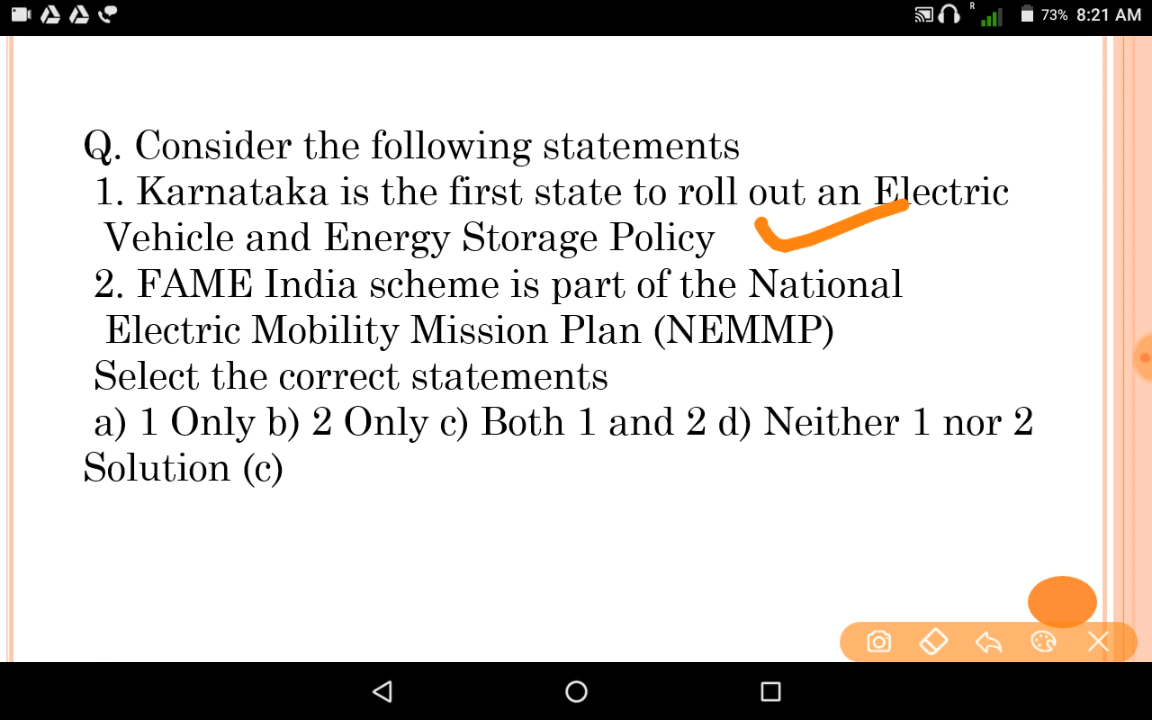 R 73% 8:21 AM
Q. Consider the following statements
1. Karnataka is the first state to roll out an Electric
Vehicle and Energy Storage Policy
2. FAME India scheme is part of the National
Electric Mobility Mission Plan (NEMMP)
Select the correct statements
a) 1 Only b) 2 Only c) Both 1 and 2 d) Neither 1 nor 2
Solution (c)